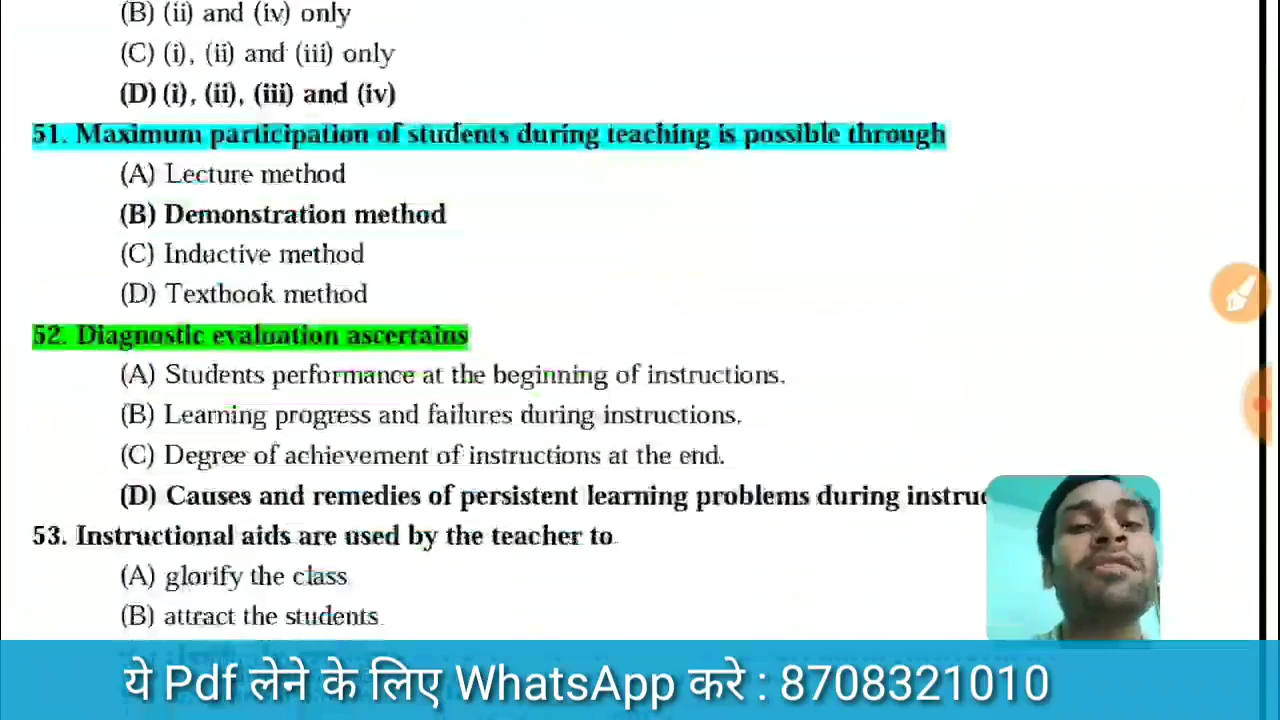 (B) (ii) and (iv) only
(C) (i), (ii) and (iii) only
(D) (i), (ii), (iii) and (iv)
51. Maximum participation of students during teaching is possible through
(A) Lecture method
(B) Demonstration method
(C) Inductive method
(D) Textbook method
52. Diagnostic evaluation ascertains
(A) Students performance at the beginning of instructions.
(B) Learning progress and failures during instructions.
(C) Degree of achievement of instructions at the end.
(D) Causes and remedies of persistent learning problems during instruc
53. Instructional aids are used by the teacher to
(A) glorify the class
(B) attract the students
ये Pdf लेने के लिए WhatsApp करे : 8708321010